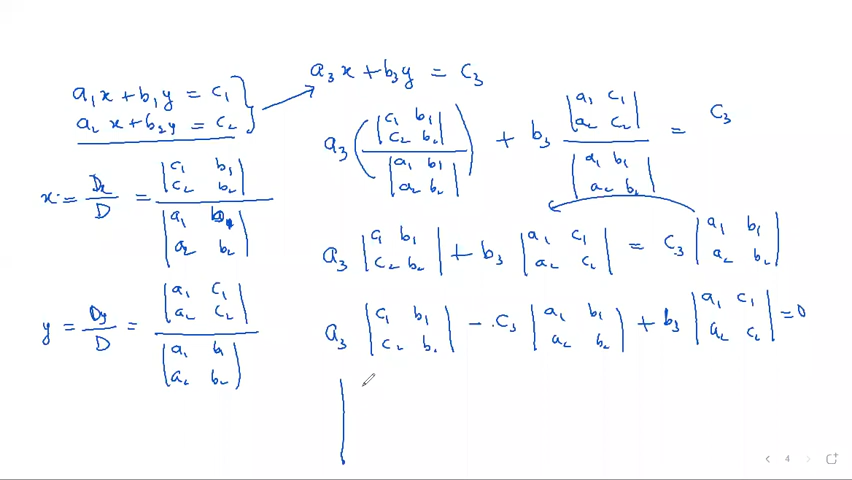 a₁x + b₁y = c₁
a₂x + b₂y = c₂
x = Dx/D = |c₁ b₁; c₂ b₂| / |a₁ b₁; a₂ b₂|
y = Dy/D = |a₁ c₁; a₂ c₂| / |a₁ b₁; a₂ b₂|
a₃x + b₃y = c₃
a₃(|c₁ b₁; c₂ b₂| / |a₁ b₁; a₂ b₂|) + b₃ |a₁ c₁; a₂ c₂| / |a₁ b₁; a₂ b₂| = c₃
a₃ |c₁ b₁; c₂ b₂| + b₃ |a₁ c₁; a₂ c₂| = c₃ |a₁ b₁; a₂ b₂|
a₃ |c₁ b₁; c₂ b₂| - c₃ |a₁ b₁; a₂ b₂| + b₃ |a₁ c₁; a₂ c₂| = 0
4